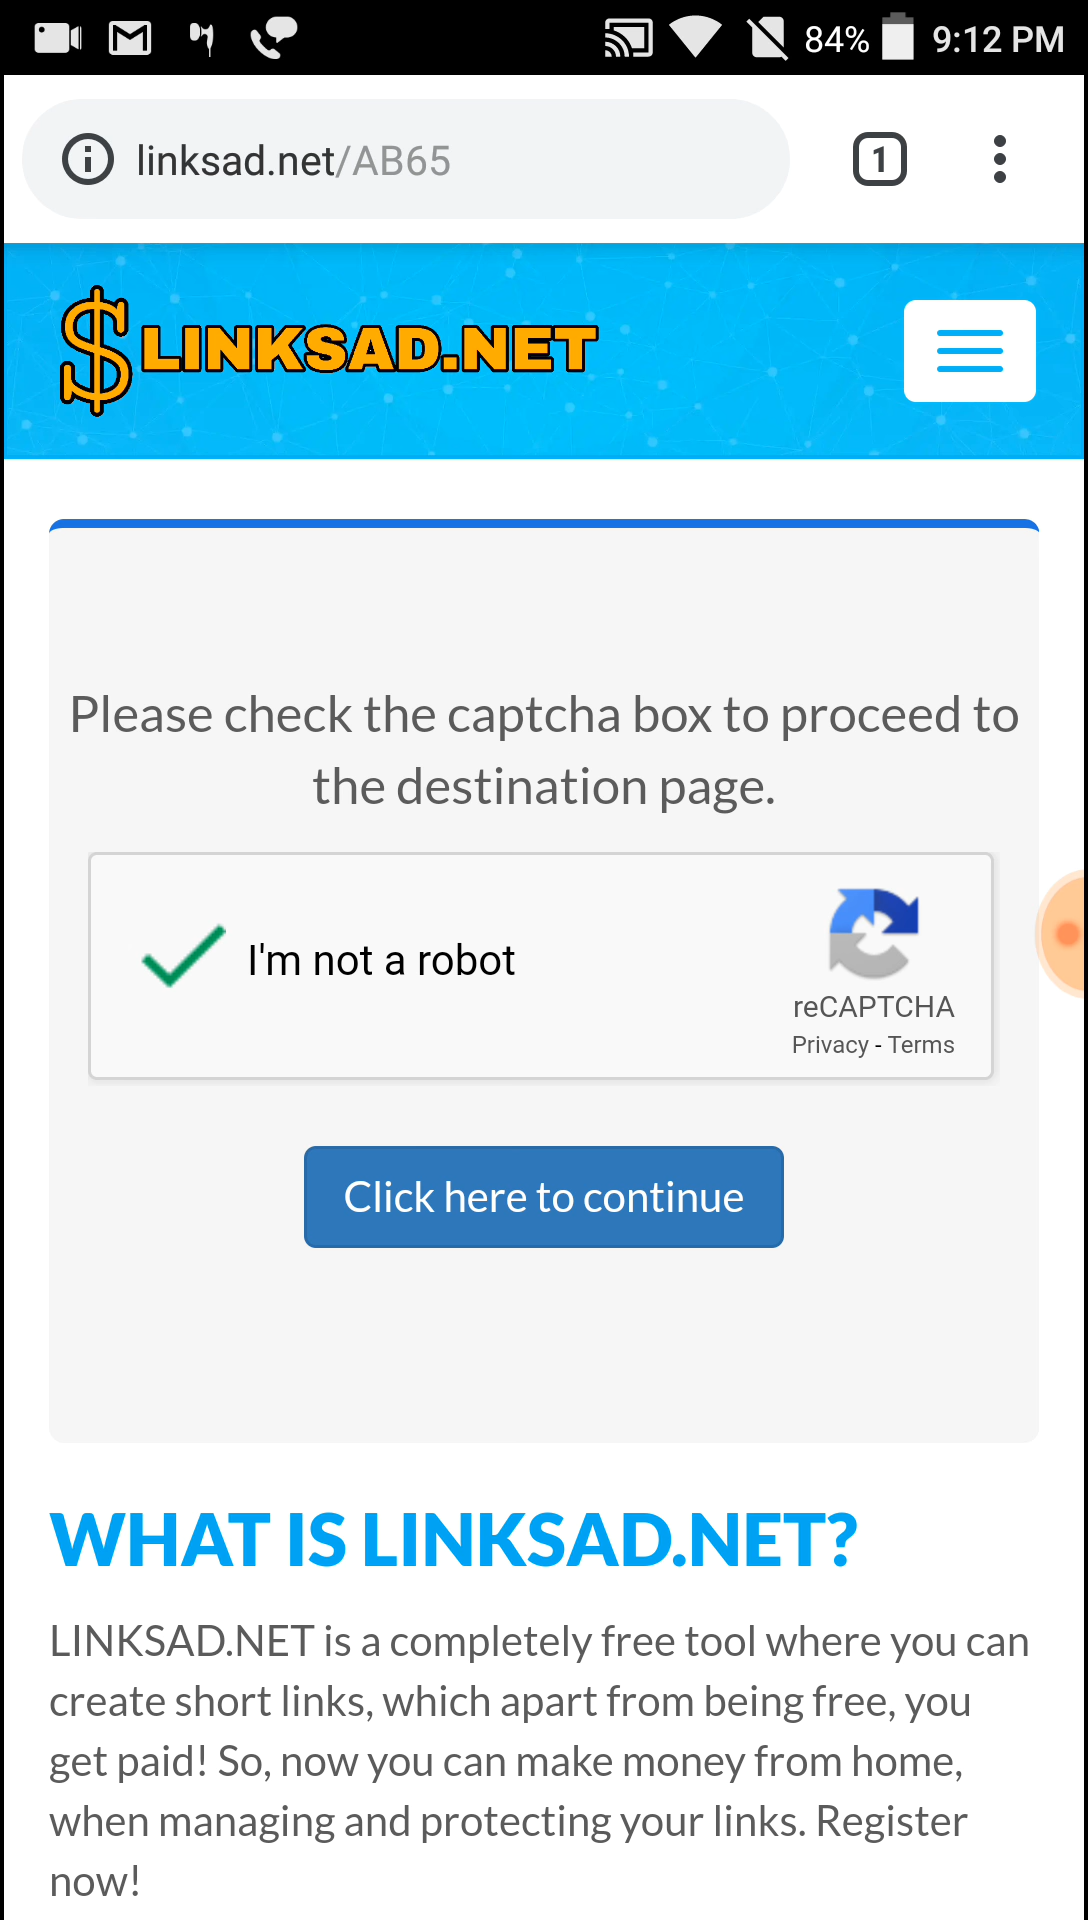 84% 9:12 PM
linksad.net/AB65 1
$LINKSAD.NET
Please check the captcha box to proceed to
the destination page.
I'm not a robot
reCAPTCHA
Privacy - Terms
Click here to continue
WHAT IS LINKSAD.NET?
LINKSAD.NET is a completely free tool where you can
create short links, which apart from being free, you
get paid! So, now you can make money from home,
when managing and protecting your links. Register
now!